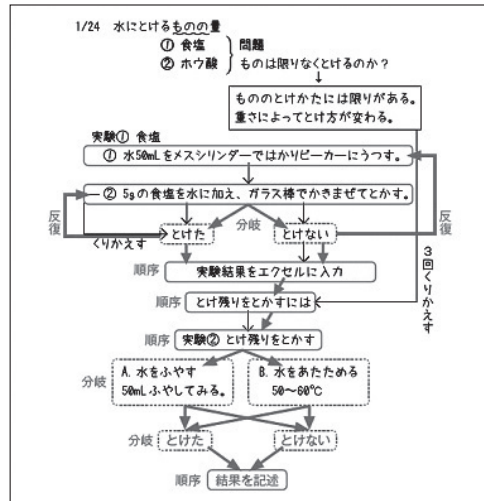 1/24 水にとけるものの量
① 食塩
② ホウ酸
問題
ものは限りなくとけるのか?
もののとけかたには限りがある。
重さによってとけ方が変わる。
実験① 食塩
① 水50mLをメスシリンダーではかりビーカーにうつす。
② 5gの食塩を水に加え、ガラス棒でかきまぜてとかす。
反復
分岐
反復
くりかえす
とけた
とけない
3回くりかえす
順序
実験結果をエクセルに入力
順序
とけ残りをとかすには
順序
実験② とけ残りをとかす
分岐
A. 水をふやす
50mLふやしてみる。
B. 水をあたためる
50～60℃
分岐
とけた
とけない
順序
結果を記述